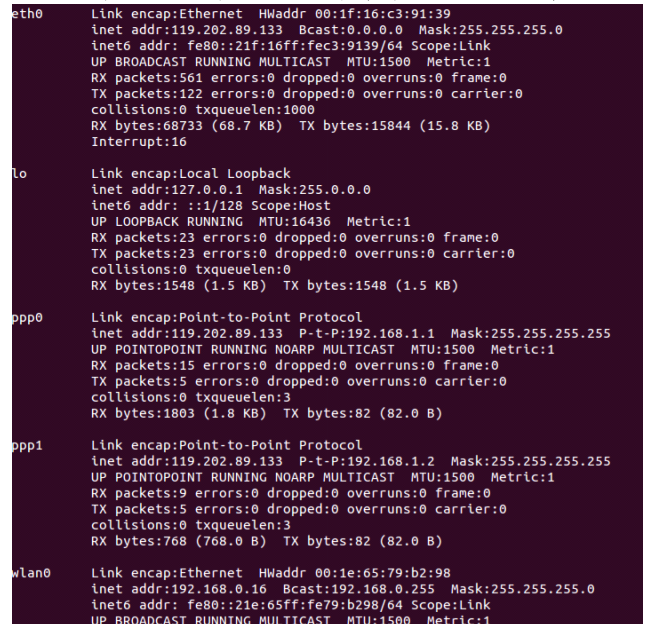 eth0 Link encap:Ethernet HWaddr 00:1f:16:c3:91:39
inet addr:119.202.89.133 Bcast:0.0.0.0 Mask:255.255.255.0
inet6 addr: fe80::21f:16ff:fec3:9139/64 Scope:Link
UP BROADCAST RUNNING MULTICAST MTU:1500 Metric:1
RX packets:561 errors:0 dropped:0 overruns:0 frame:0
TX packets:122 errors:0 dropped:0 overruns:0 carrier:0
collisions:0 txqueuelen:1000
RX bytes:68733 (68.7 KB) TX bytes:15844 (15.8 KB)
Interrupt:16
lo Link encap:Local Loopback
inet addr:127.0.0.1 Mask:255.0.0.0
inet6 addr: ::1/128 Scope:Host
UP LOOPBACK RUNNING MTU:16436 Metric:1
RX packets:23 errors:0 dropped:0 overruns:0 frame:0
TX packets:23 errors:0 dropped:0 overruns:0 carrier:0
collisions:0 txqueuelen:0
RX bytes:1548 (1.5 KB) TX bytes:1548 (1.5 KB)
ppp0 Link encap:Point-to-Point Protocol
inet addr:119.202.89.133 P-t-P:192.168.1.1 Mask:255.255.255.255
UP POINTOPOINT RUNNING NOARP MULTICAST MTU:1500 Metric:1
RX packets:15 errors:0 dropped:0 overruns:0 frame:0
TX packets:5 errors:0 dropped:0 overruns:0 carrier:0
collisions:0 txqueuelen:3
RX bytes:1803 (1.8 KB) TX bytes:82 (82.0 B)
ppp1 Link encap:Point-to-Point Protocol
inet addr:119.202.89.133 P-t-P:192.168.1.2 Mask:255.255.255.255
UP POINTOPOINT RUNNING NOARP MULTICAST MTU:1500 Metric:1
RX packets:9 errors:0 dropped:0 overruns:0 frame:0
TX packets:5 errors:0 dropped:0 overruns:0 carrier:0
collisions:0 txqueuelen:3
RX bytes:768 (768.0 B) TX bytes:82 (82.0 B)
wlan0 Link encap:Ethernet HWaddr 00:1e:65:79:b2:98
inet addr:192.168.0.16 Bcast:192.168.0.255 Mask:255.255.255.0
inet6 addr: fe80::21e:65ff:fe79:b298/64 Scope:Link
UP BROADCAST RUNNING MULTICAST MTU:1500 Metric:1